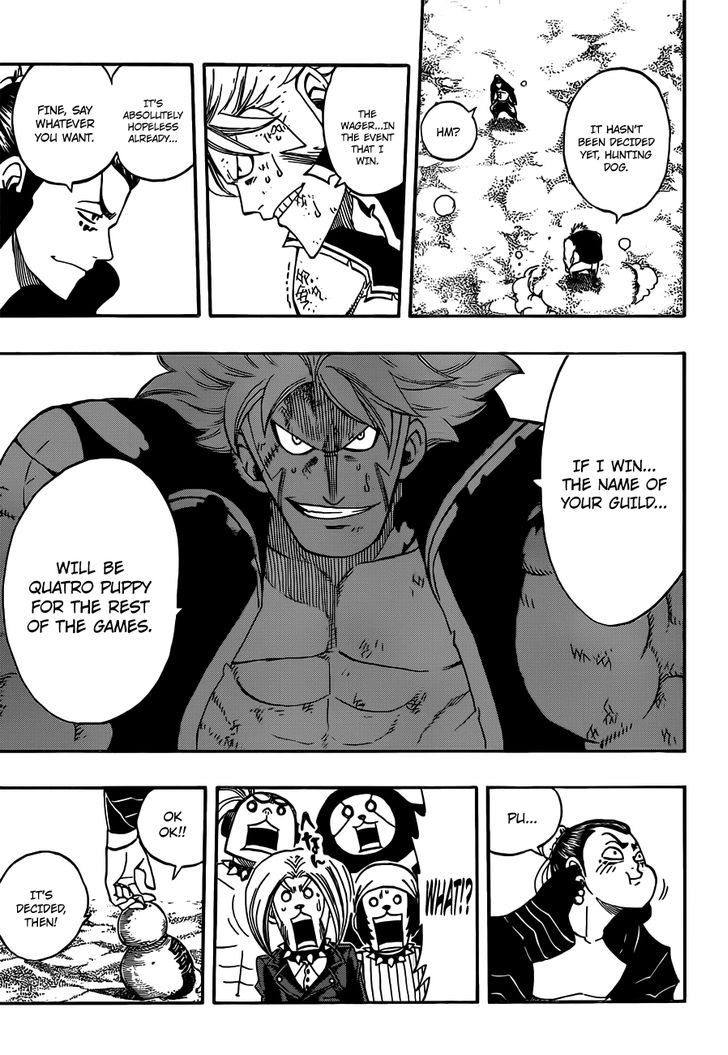 IT HASN'T
BEEN DECIDED
YET, HUNTING
DOG.
HM?
THE
WAGER...IN
THE EVENT
THAT I
WIN.
IT'S
ABSOLUTELY
HOPELESS
ALREADY...
FINE, SAY
WHATEVER
YOU WANT.
IF I WIN...
THE NAME OF
YOUR GUILD...
WILL BE
QUATRO PUPPY
FOR THE REST
OF THE GAMES.
PU...
WHAT!?
OK
OK!!
IT'S
DECIDED,
THEN!